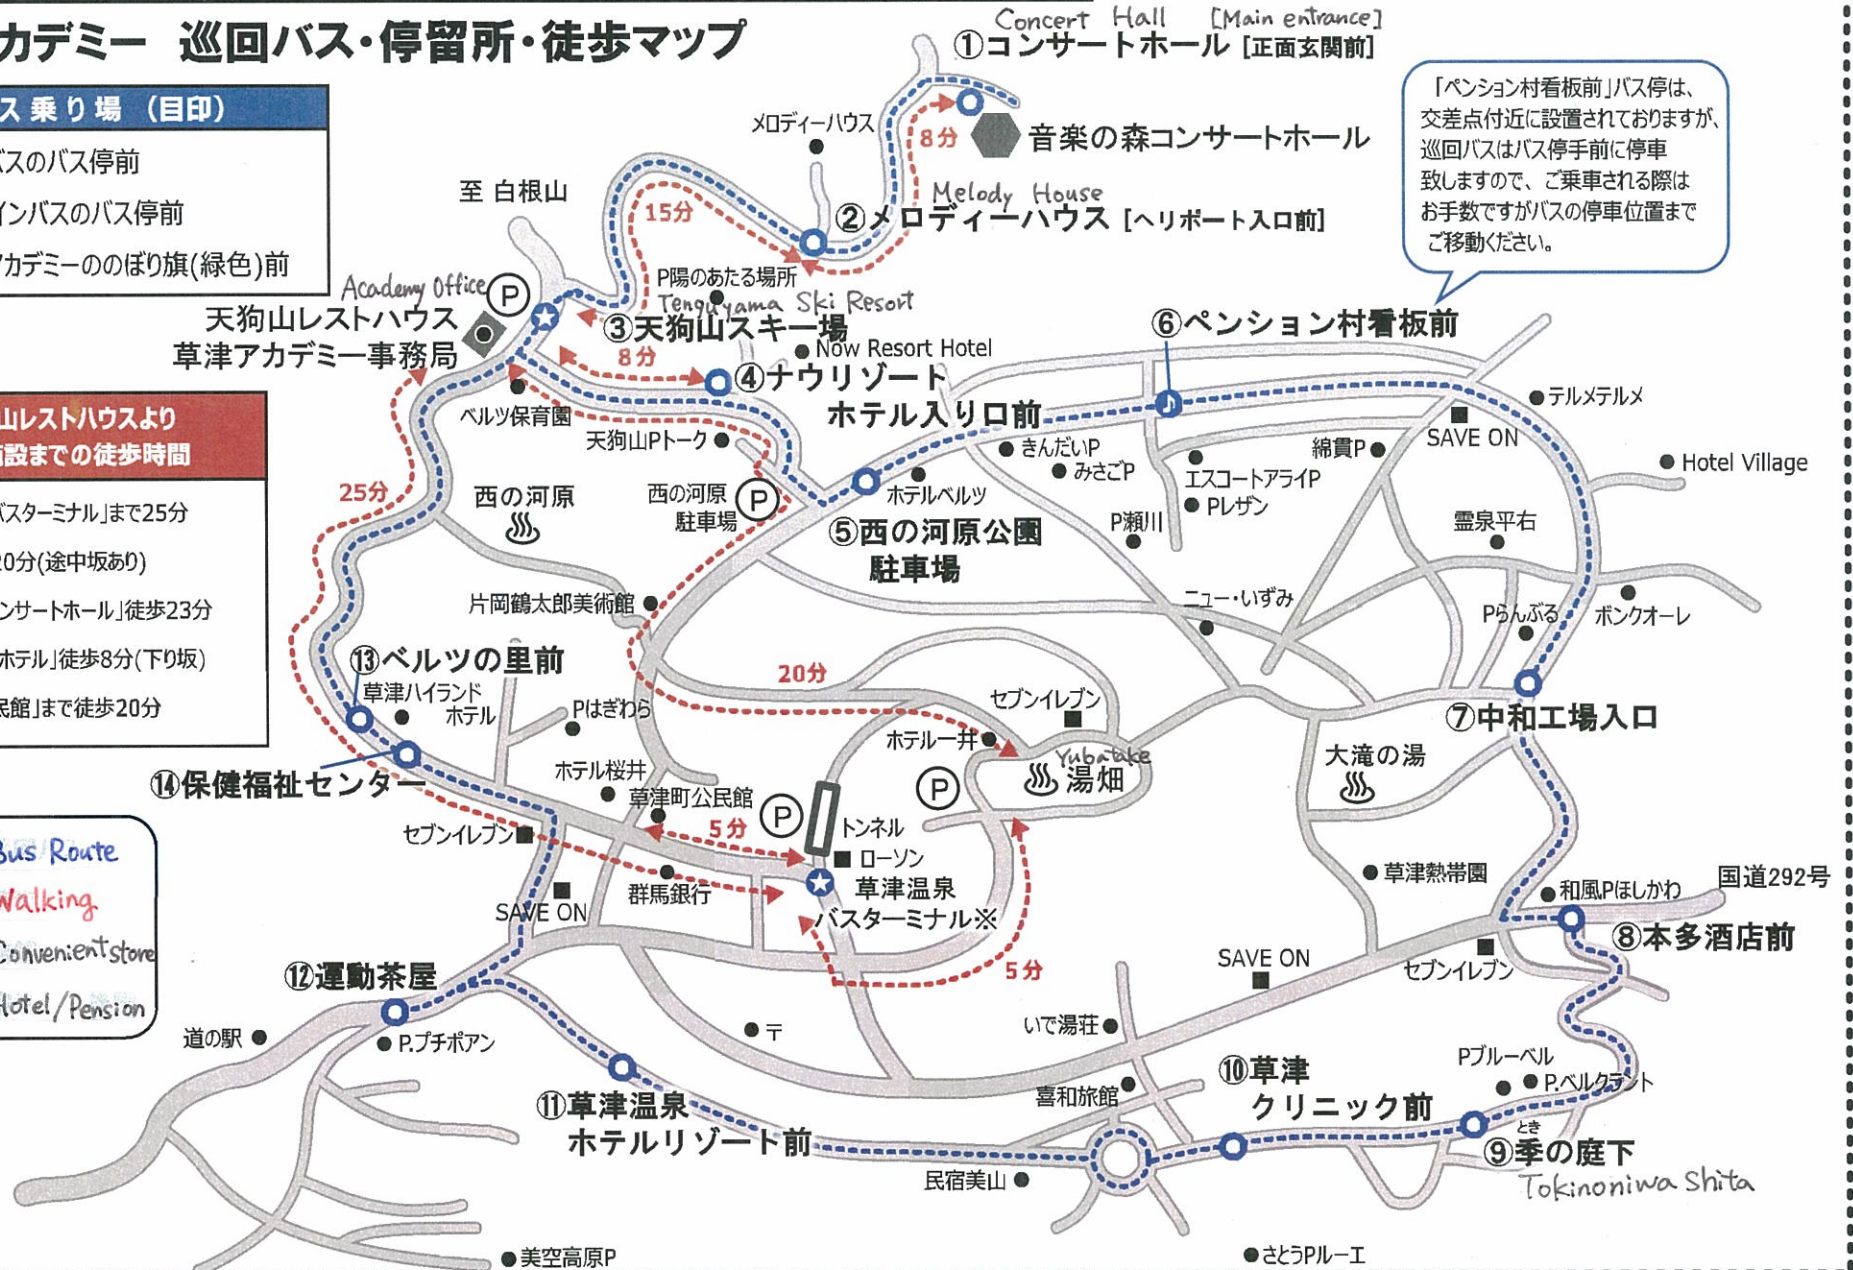 カデミー 巡回バス・停留所・徒歩マップ
ス乗り場（目印）
バスのバス停前
インバスのバス停前
アカデミーののぼり旗(緑色)前
山レストハウスより
施設までの徒歩時間
バスターミナル」まで25分
20分(途中坂あり)
ンサートホール」徒歩23分
ホテル」徒歩8分(下り坂)
民館」まで徒歩20分
Bus Route
Walking
Convenient store
Hotel/Pension
Concert Hall [Main entrance]
①コンサートホール [正面玄関前]
「ペンション村看板前」バス停は、
交差点付近に設置されておりますが、
巡回バスはバス停手前に停車
致しますので、ご乗車される際は
お手数ですがバスの停車位置まで
ご移動ください。
メロディーハウス
8分
音楽の森コンサートホール
至 白根山
15分
Melody House
②メロディーハウス [ヘリポート入口前]
P陽のあたる場所
Academy Office
P
Tenguyama Ski Resort
天狗山レストハウス
草津アカデミー事務局
③天狗山スキー場
8分
Now Resort Hotel
④ナウリゾート
ホテル入り口前
⑥ペンション村看板前
ベルツ保育園
天狗山Pトーク
テルメテルメ
SAVE ON
Hotel Village
きんだいP
みさごP
エスコートアライP
Pレザン
綿貫P
P瀬川
霊泉平右
25分
西の河原
西の河原
駐車場
P
ホテルベルツ
⑤西の河原公園
駐車場
片岡鶴太郎美術館
ニュー・いずみ
Pらんぶる
ボンクオーレ
⑬ベルツの里前
草津ハイランド
ホテル
Pはぎわら
20分
セブンイレブン
⑦中和工場入口
ホテル一井
Yubatake
湯畑
大滝の湯
⑭保健福祉センター
ホテル桜井
草津町公民館
P
P
5分
トンネル
ローソン
セブンイレブン
群馬銀行
草津温泉
バスターミナル※
SAVE ON
草津熱帯園
和風Pほしかわ
国道292号
⑧本多酒店前
セブンイレブン
SAVE ON
5分
⑫運動茶屋
道の駅
P.プチポアン
〒
いで湯荘
喜和旅館
⑩草津
クリニック前
Pブルーベル
P.ベルクラント
⑪草津温泉
ホテルリゾート前
民宿美山
とき
⑨季の庭下
Tokinoniwa Shita
美空高原P
さとうPルーエ